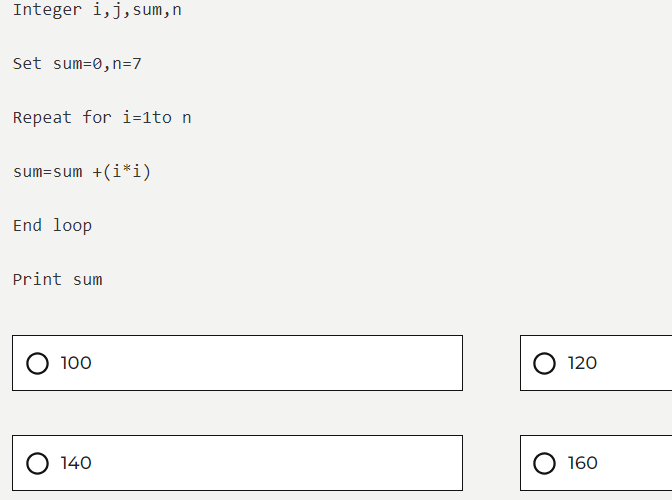 Integer i,j,sum,n
Set sum=0,n=7
Repeat for i=1to n
sum=sum +(i*i)
End loop
Print sum
100
120
140
160